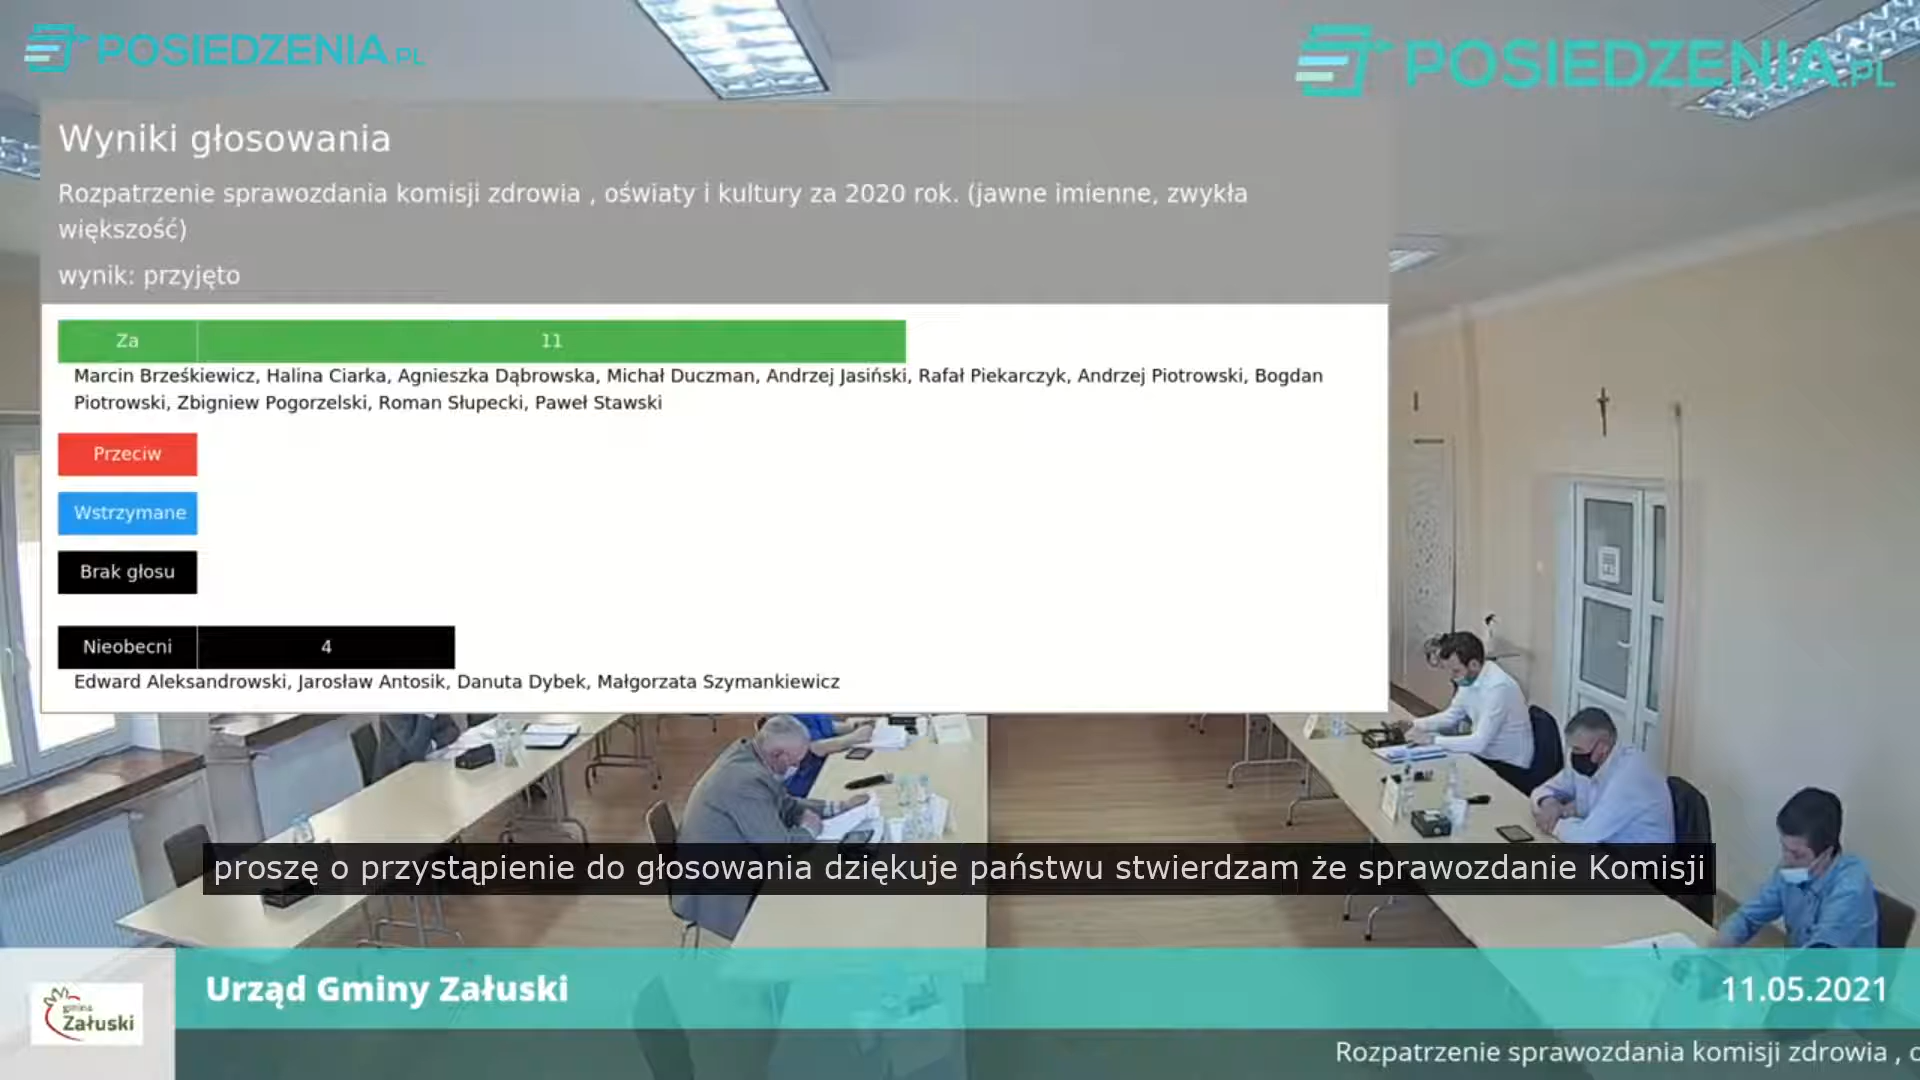 POSIEDZENIA.PL
POSIEDZENIA.PL
Wyniki głosowania
Rozpatrzenie sprawozdania komisji zdrowia , oświaty i kultury za 2020 rok. (jawne imienne, zwykła
większość)
wynik: przyjęto
Za 11
Marcin Brześkiewicz, Halina Ciarka, Agnieszka Dąbrowska, Michał Duczman, Andrzej Jasiński, Rafał Piekarczyk, Andrzej Piotrowski, Bogdan
Piotrowski, Zbigniew Pogorzelski, Roman Słupecki, Paweł Stawski
Przeciw
Wstrzymane
Brak głosu
Nieobecni 4
Edward Aleksandrowski, Jarosław Antosik, Danuta Dybek, Małgorzata Szymankiewicz
proszę o przystąpienie do głosowania dziękuje państwu stwierdzam że sprawozdanie Komisji
gmina
Załuski
Urząd Gminy Załuski
11.05.2021
Rozpatrzenie sprawozdania komisji zdrowia ,